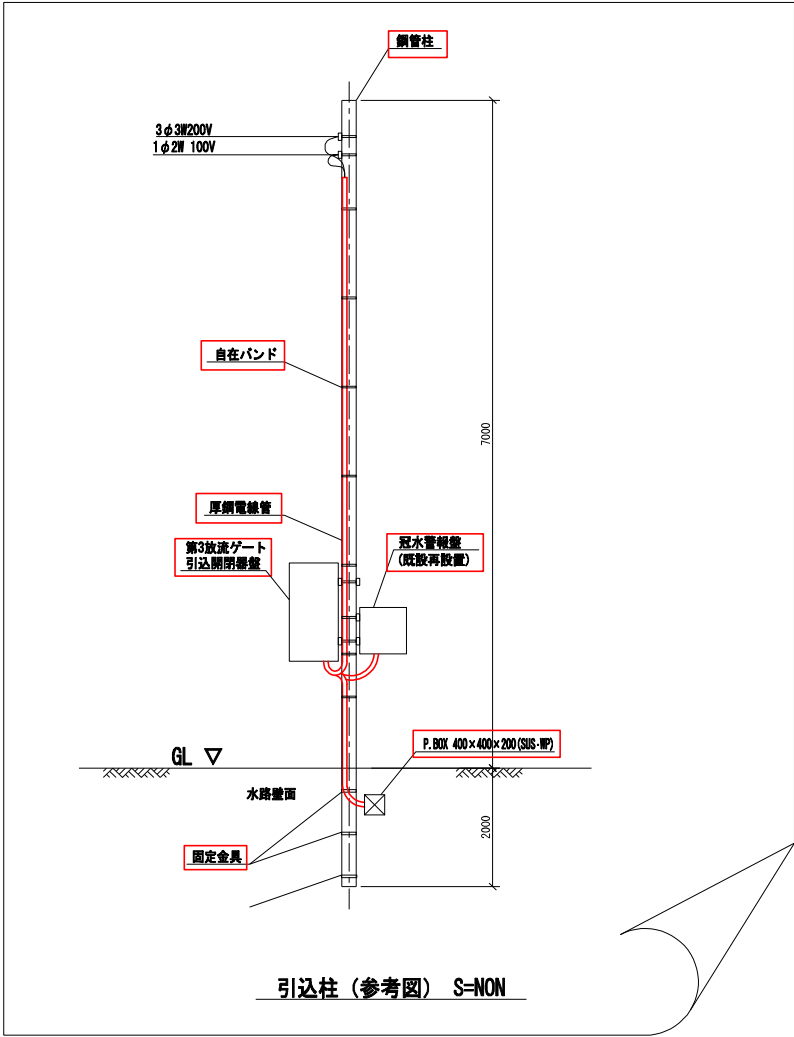 鋼管柱
3φ3W200V
1φ2W 100V
自在バンド
7000
厚鋼電線管
第3放流ゲート
引込開閉器盤
冠水警報盤
(既設再設置)
P.BOX 400×400×200(SUS-WP)
GL ▽
水路壁面
2000
固定金具
引込柱（参考図） S=NON